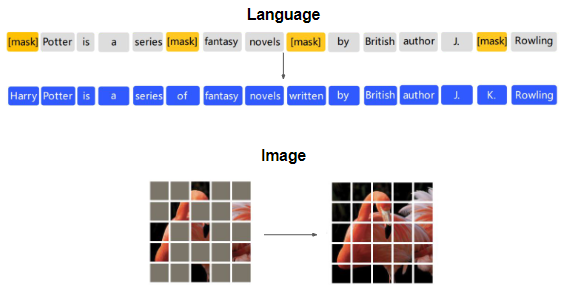 Language
[mask] Potter is a series [mask] fantasy novels [mask] by British author J. [mask] Rowling
Harry Potter is a series of fantasy novels written by British author J. K. Rowling
Image